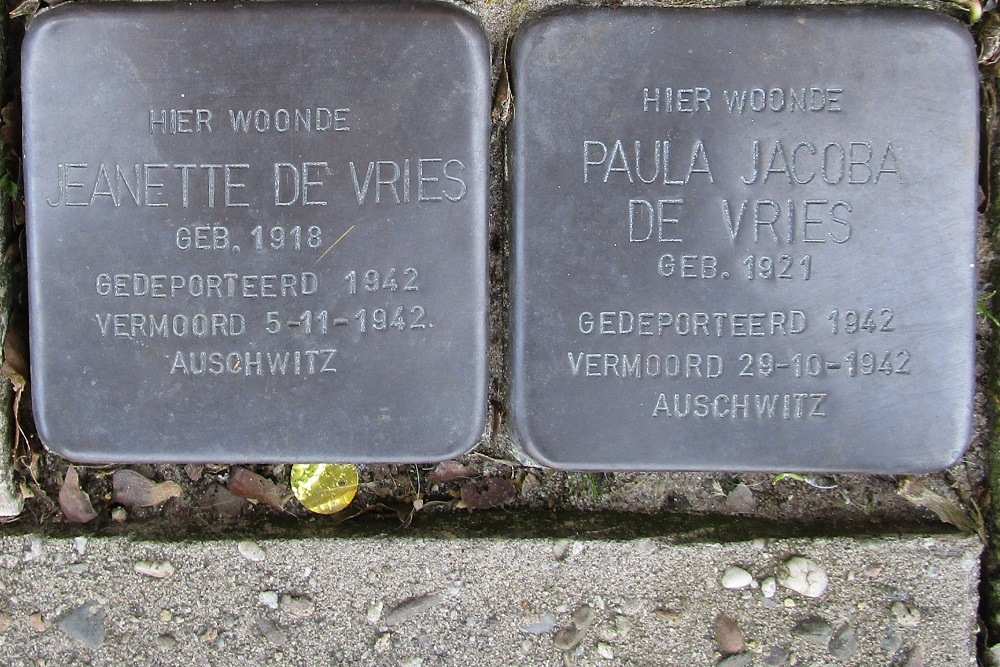 HIER WOONDE
JEANETTE DE VRIES
GEB. 1918
GEDEPORTEERD 1942
VERMOORD 5-11-1942.
AUSCHWITZ
HIER WOONDE
PAULA JACOBA
DE VRIES
GEB. 1921
GEDEPORTEERD 1942
VERMOORD 29-10-1942
AUSCHWITZ